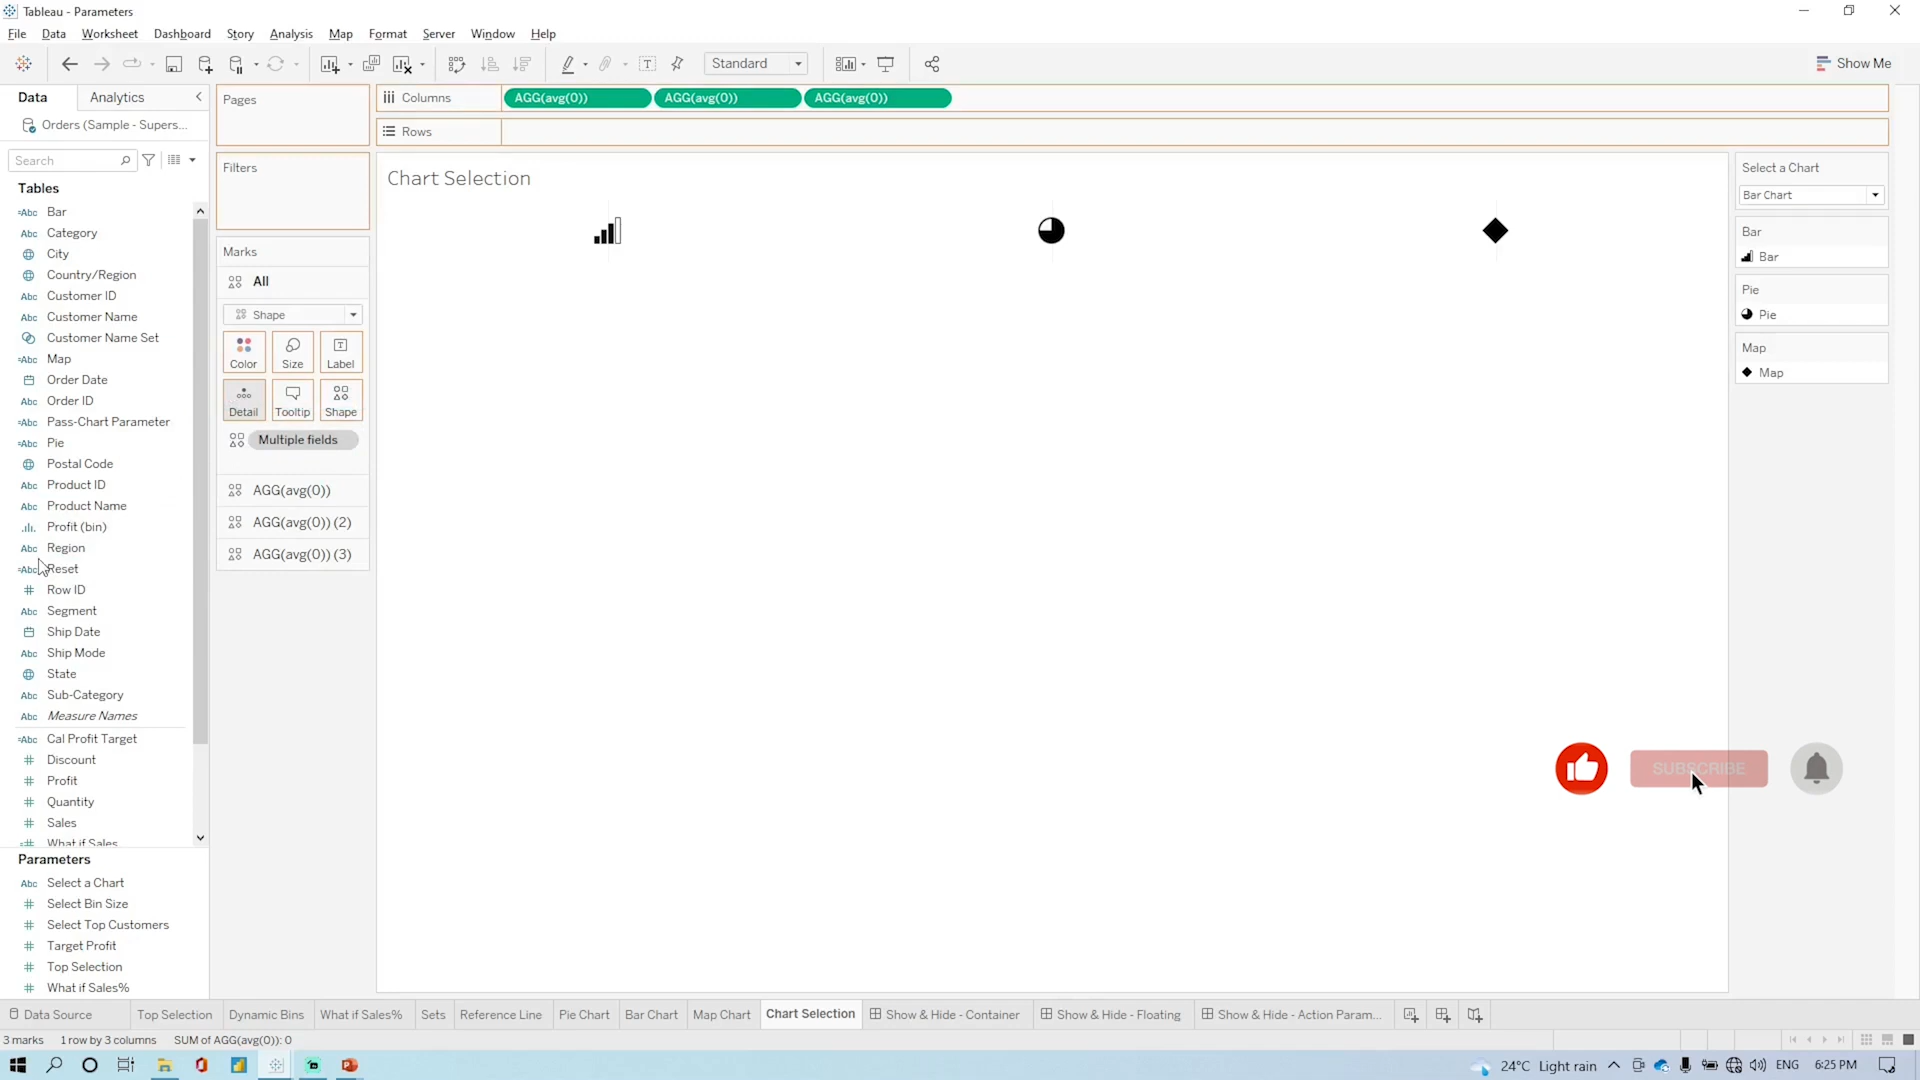 Tableau - Parameters
File Data Worksheet Dashboard Story Analysis Map Format Server Window Help
Standard
Show Me
Data Analytics
Orders (Sample - Supers...
Search
Tables
Bar
Category
City
Country/Region
Customer ID
Customer Name
Customer Name Set
Map
Order Date
Order ID
Pass-Chart Parameter
Pie
Postal Code
Product ID
Product Name
Profit (bin)
Region
Reset
Row ID
Segment
Ship Date
Ship Mode
State
Sub-Category
Measure Names
Cal Profit Target
Discount
Profit
Quantity
Sales
What if Sales
Parameters
Select a Chart
Select Bin Size
Select Top Customers
Target Profit
Top Selection
What if Sales%
Pages
Filters
Marks
All
Shape
Color Size Label
Detail Tooltip Shape
Multiple fields
AGG(avg(0))
AGG(avg(0)) (2)
AGG(avg(0)) (3)
Columns AGG(avg(0)) AGG(avg(0)) AGG(avg(0))
Rows
Chart Selection
Select a Chart
Bar Chart
Bar
Bar
Pie
Pie
Map
Map
SUBSCRIBE
Data Source Top Selection Dynamic Bins What if Sales% Sets Reference Line Pie Chart Bar Chart Map Chart Chart Selection Show & Hide - Container Show & Hide - Floating Show & Hide - Action Param...
3 marks 1 row by 3 columns SUM of AGG(avg(0)): 0
24°C Light rain ENG 6:25 PM